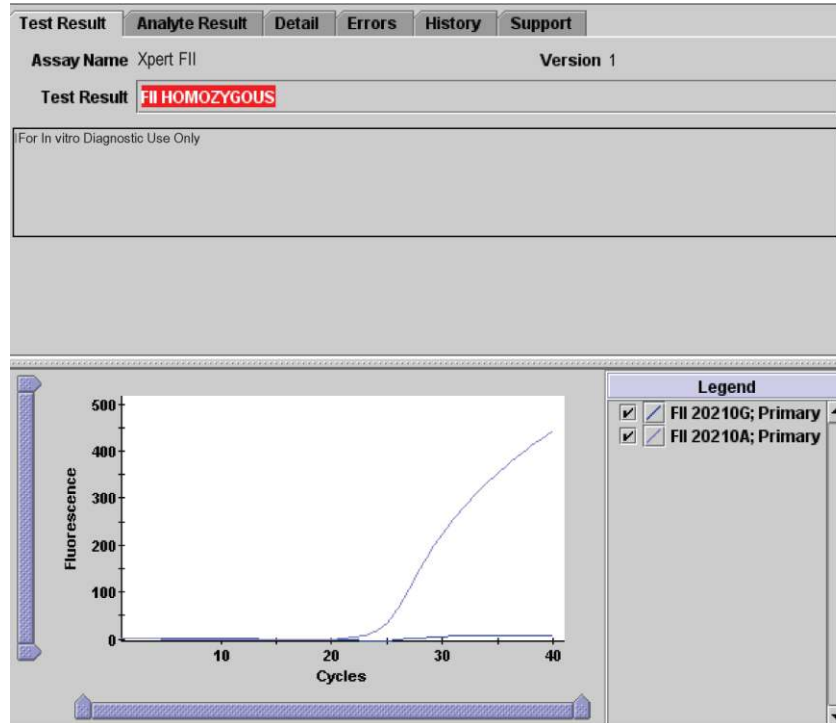 Test Result Analyte Result Detail Errors History Support
Assay Name Xpert FII Version 1
Test Result FII HOMOZYGOUS
For In vitro Diagnostic Use Only
Legend
FII 20210G; Primary
FII 20210A; Primary
500
400
300
200
100
0
Fluorescence
10 20 30 40
Cycles